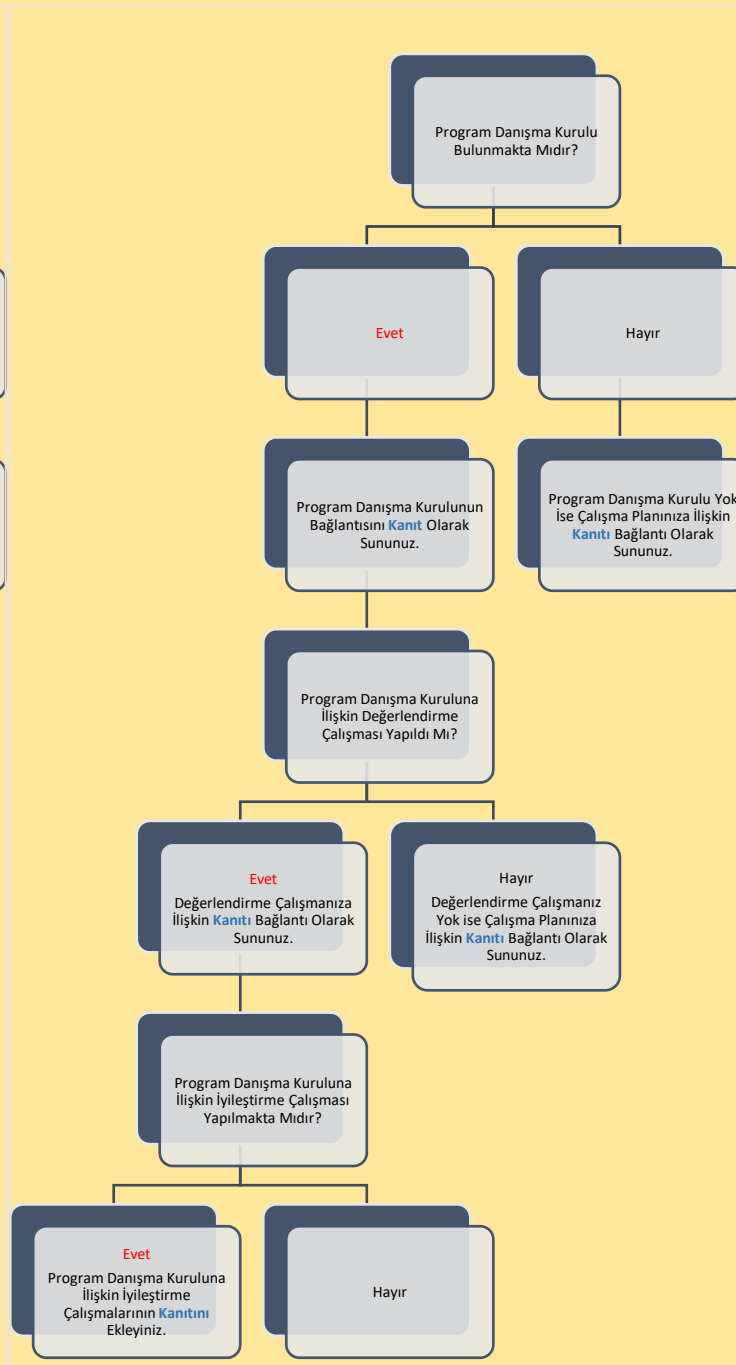 Program Danışma Kurulu
Bulunmakta Mıdır?
Evet
Hayır
Program Danışma Kurulunun
Bağlantısını Kanıt Olarak
Sununuz.
Program Danışma Kurulu Yok
İse Çalışma Planınıza İlişkin
Kanıtı Bağlantı Olarak
Sununuz.
Program Danışma Kuruluna
İlişkin Değerlendirme
Çalışması Yapıldı Mı?
Evet
Değerlendirme Çalışmanıza
İlişkin Kanıtı Bağlantı Olarak
Sununuz.
Hayır
Değerlendirme Çalışmanız
Yok ise Çalışma Planınıza
İlişkin Kanıtı Bağlantı Olarak
Sununuz.
Program Danışma Kuruluna
İlişkin İyileştirme Çalışması
Yapılmakta Mıdır?
Evet
Program Danışma Kuruluna
İlişkin İyileştirme
Çalışmalarının Kanıtını
Ekleyiniz.
Hayır